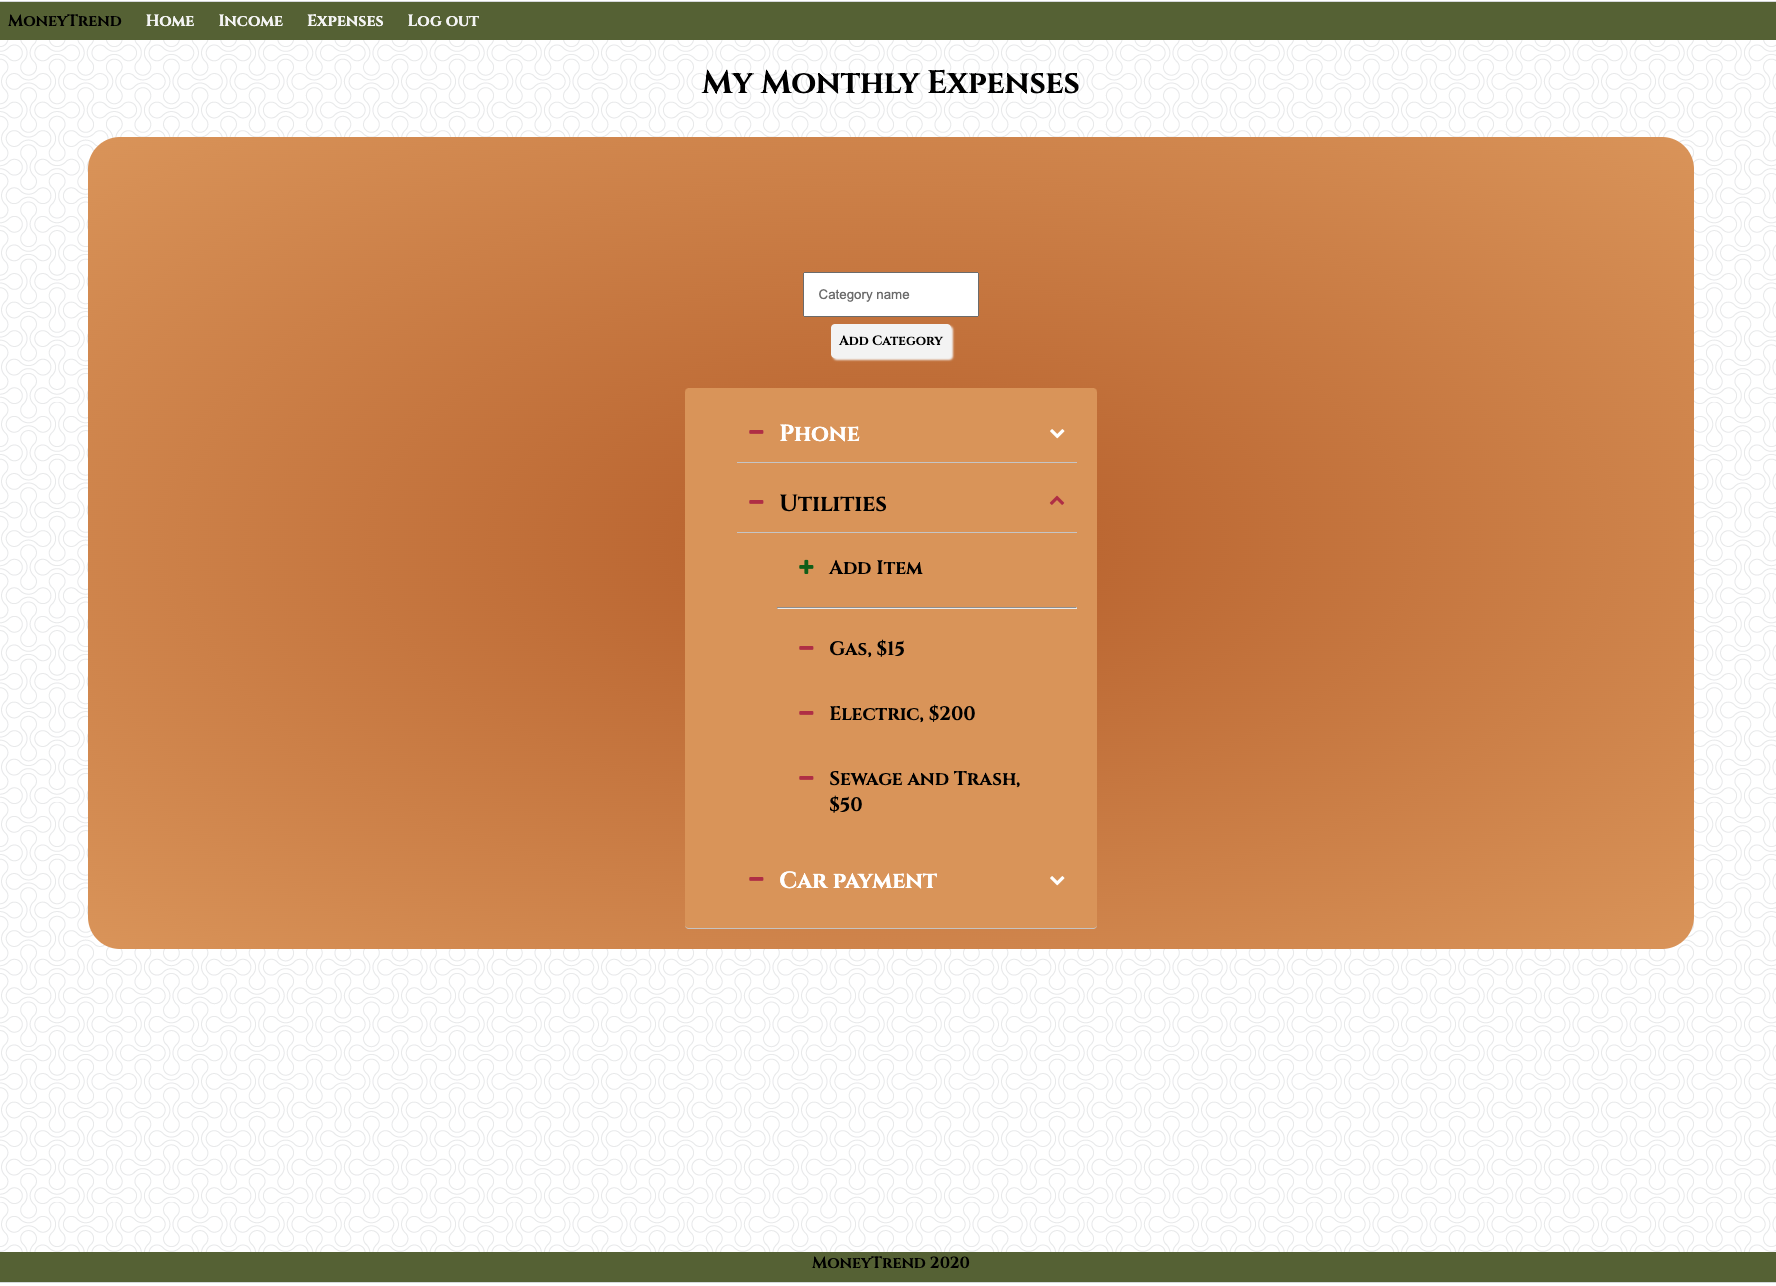 MoneyTrend Home Income Expenses Log out
My Monthly Expenses
Category name
Add Category
Phone
Utilities
Add Item
Gas, $15
Electric, $200
Sewage and Trash,
$50
Car payment
MoneyTrend 2020